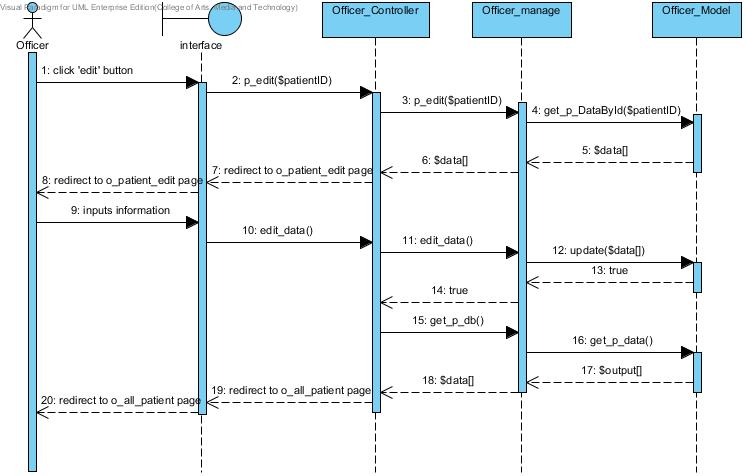 Visual Paradigm for UML Enterprise Edition(College of Arts, Media and Technology)
Officer
interface
Officer_Controller
Officer_manage
Officer_Model
1: click 'edit' button
2: p_edit($patientID)
3: p_edit($patientID)
4: get_p_DataById($patientID)
5: $data[]
6: $data[]
7: redirect to o_patient_edit page
8: redirect to o_patient_edit page
9: inputs information
10: edit_data()
11: edit_data()
12: update($data[])
13: true
14: true
15: get_p_db()
16: get_p_data()
17: $output[]
18: $data[]
19: redirect to o_all_patient page
20: redirect to o_all_patient page